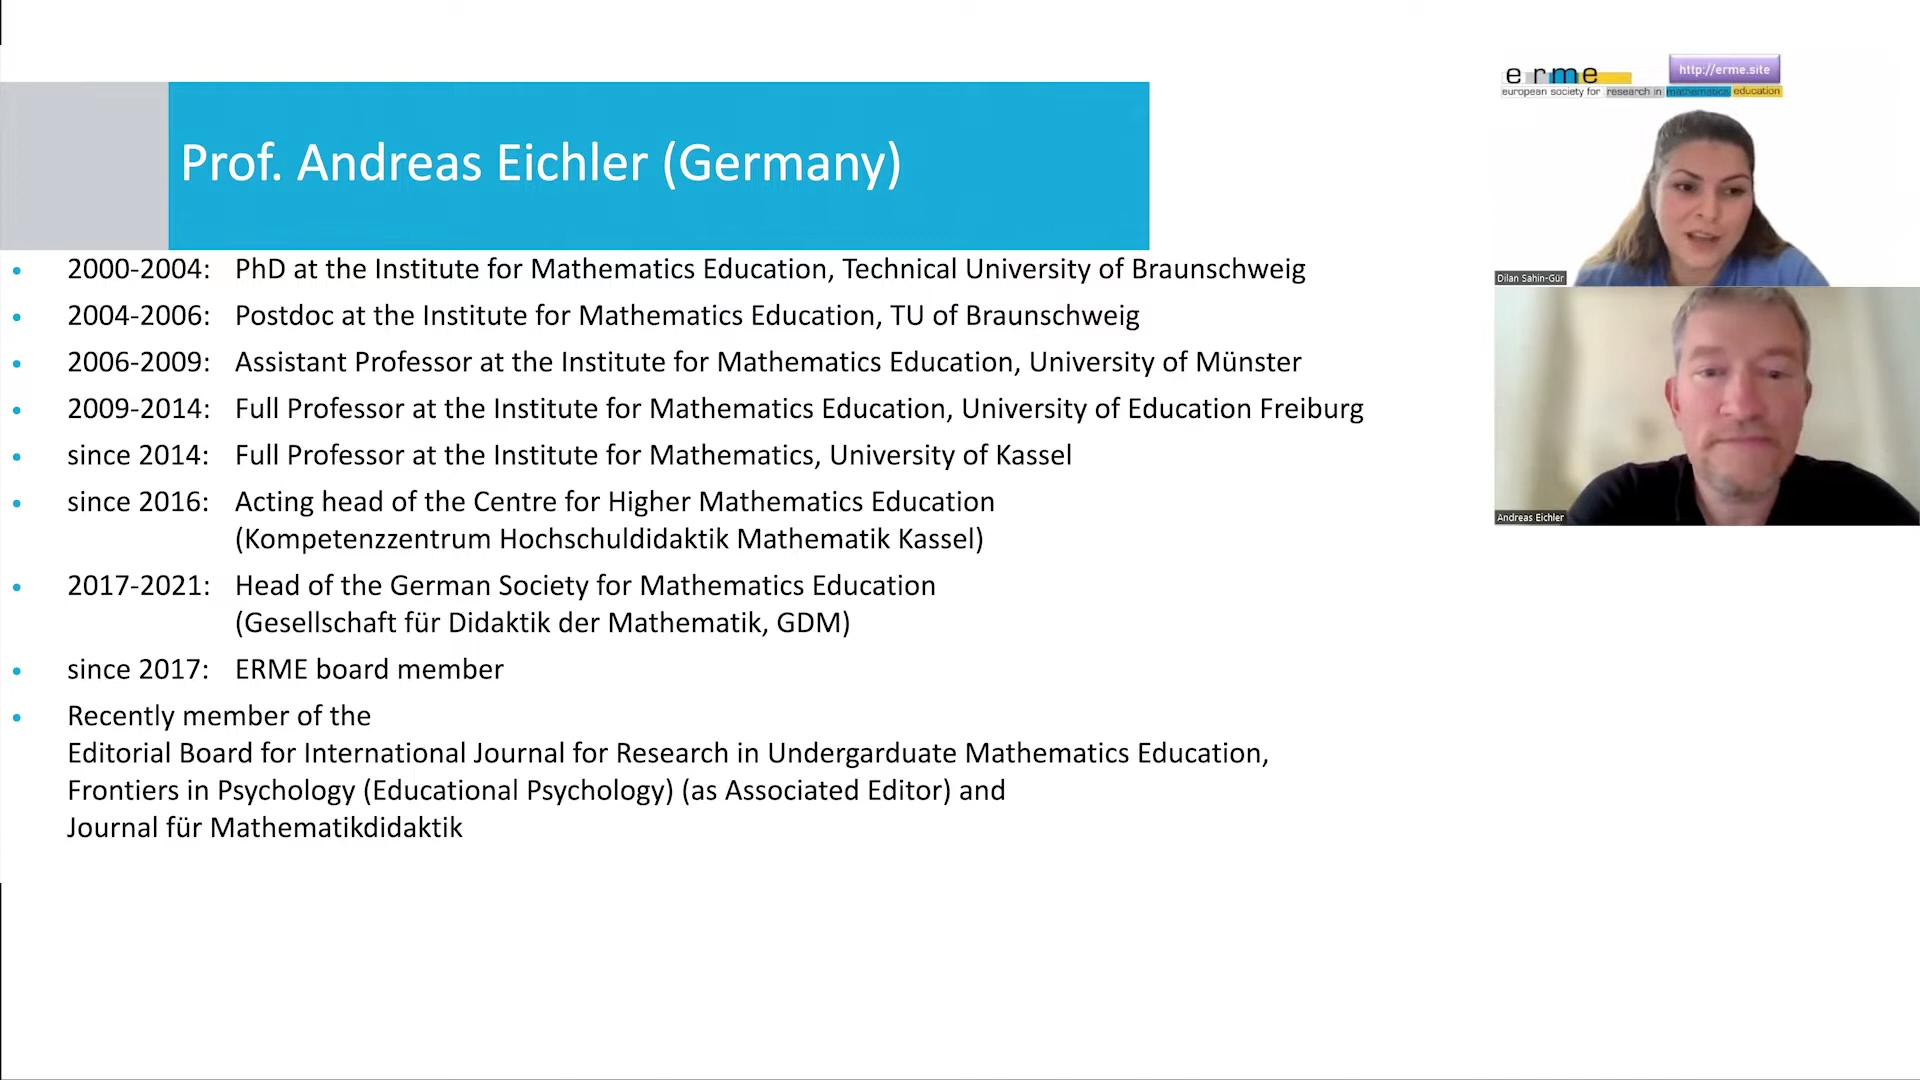 Prof. Andreas Eichler (Germany)
• 2000-2004: PhD at the Institute for Mathematics Education, Technical University of Braunschweig
• 2004-2006: Postdoc at the Institute for Mathematics Education, TU of Braunschweig
• 2006-2009: Assistant Professor at the Institute for Mathematics Education, University of Münster
• 2009-2014: Full Professor at the Institute for Mathematics Education, University of Education Freiburg
• since 2014: Full Professor at the Institute for Mathematics, University of Kassel
• since 2016: Acting head of the Centre for Higher Mathematics Education
(Kompetenzzentrum Hochschuldidaktik Mathematik Kassel)
• 2017-2021: Head of the German Society for Mathematics Education
(Gesellschaft für Didaktik der Mathematik, GDM)
• since 2017: ERME board member
• Recently member of the
Editorial Board for International Journal for Research in Undergarduate Mathematics Education,
Frontiers in Psychology (Educational Psychology) (as Associated Editor) and
Journal für Mathematikdidaktik
erme
http://erme.site
european society for research in mathematics education
Dilan Sahin-Gür
Andreas Eichler